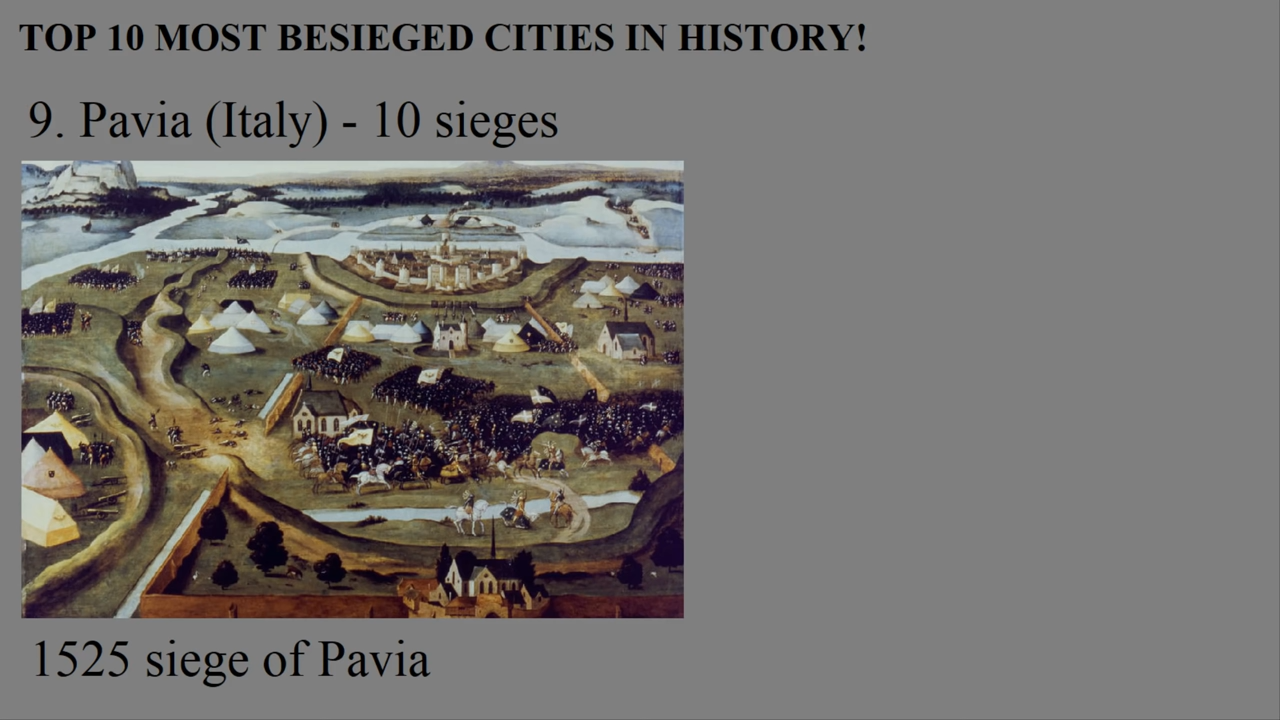 TOP 10 MOST BESIEGED CITIES IN HISTORY!
9. Pavia (Italy) - 10 sieges
1525 siege of Pavia